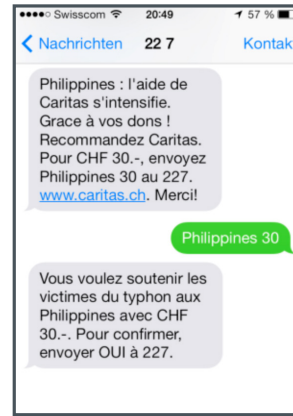 Swisscom 20:49 57 %
Nachrichten 22 7 Kontak
Philippines : l'aide de
Caritas s'intensifie.
Grace à vos dons !
Recommandez Caritas.
Pour CHF 30.-, envoyez
Philippines 30 au 227.
www.caritas.ch. Merci!
Philippines 30
Vous voulez soutenir les
victimes du typhon aux
Philippines avec CHF
30.-. Pour confirmer,
envoyer OUI à 227.